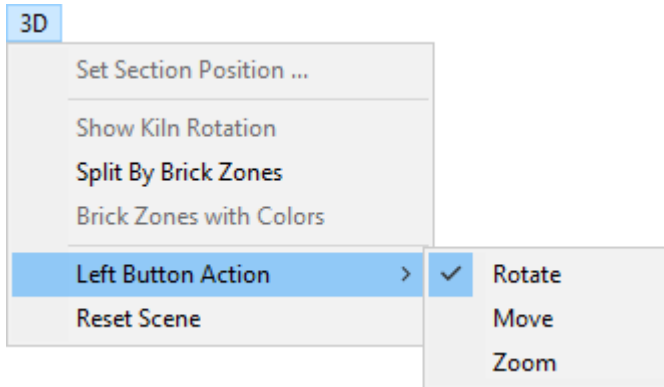 3D
Set Section Position ...
Show Kiln Rotation
Split By Brick Zones
Brick Zones with Colors
Left Button Action
Rotate
Reset Scene
Move
Zoom